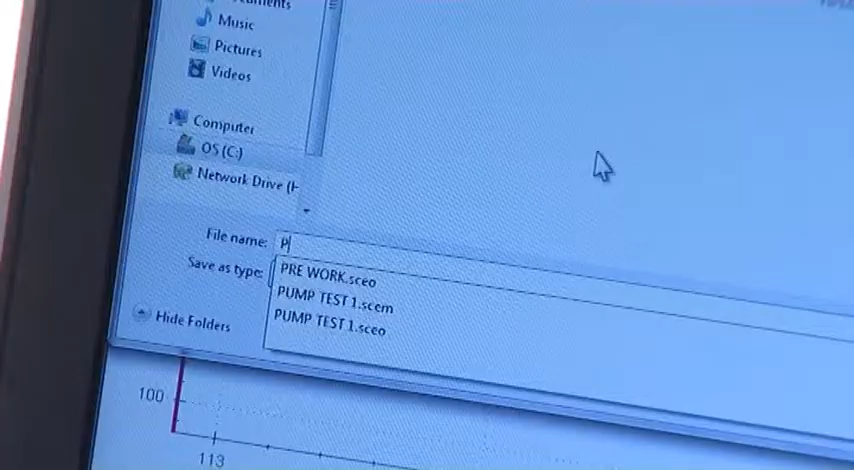 Music
Pictures
Videos
Computer
OS (C:)
Network Drive (H
File name: P
Save as type:
PRE WORK.sceo
PUMP TEST 1.scem
PUMP TEST 1.sceo
Hide Folders
100
113